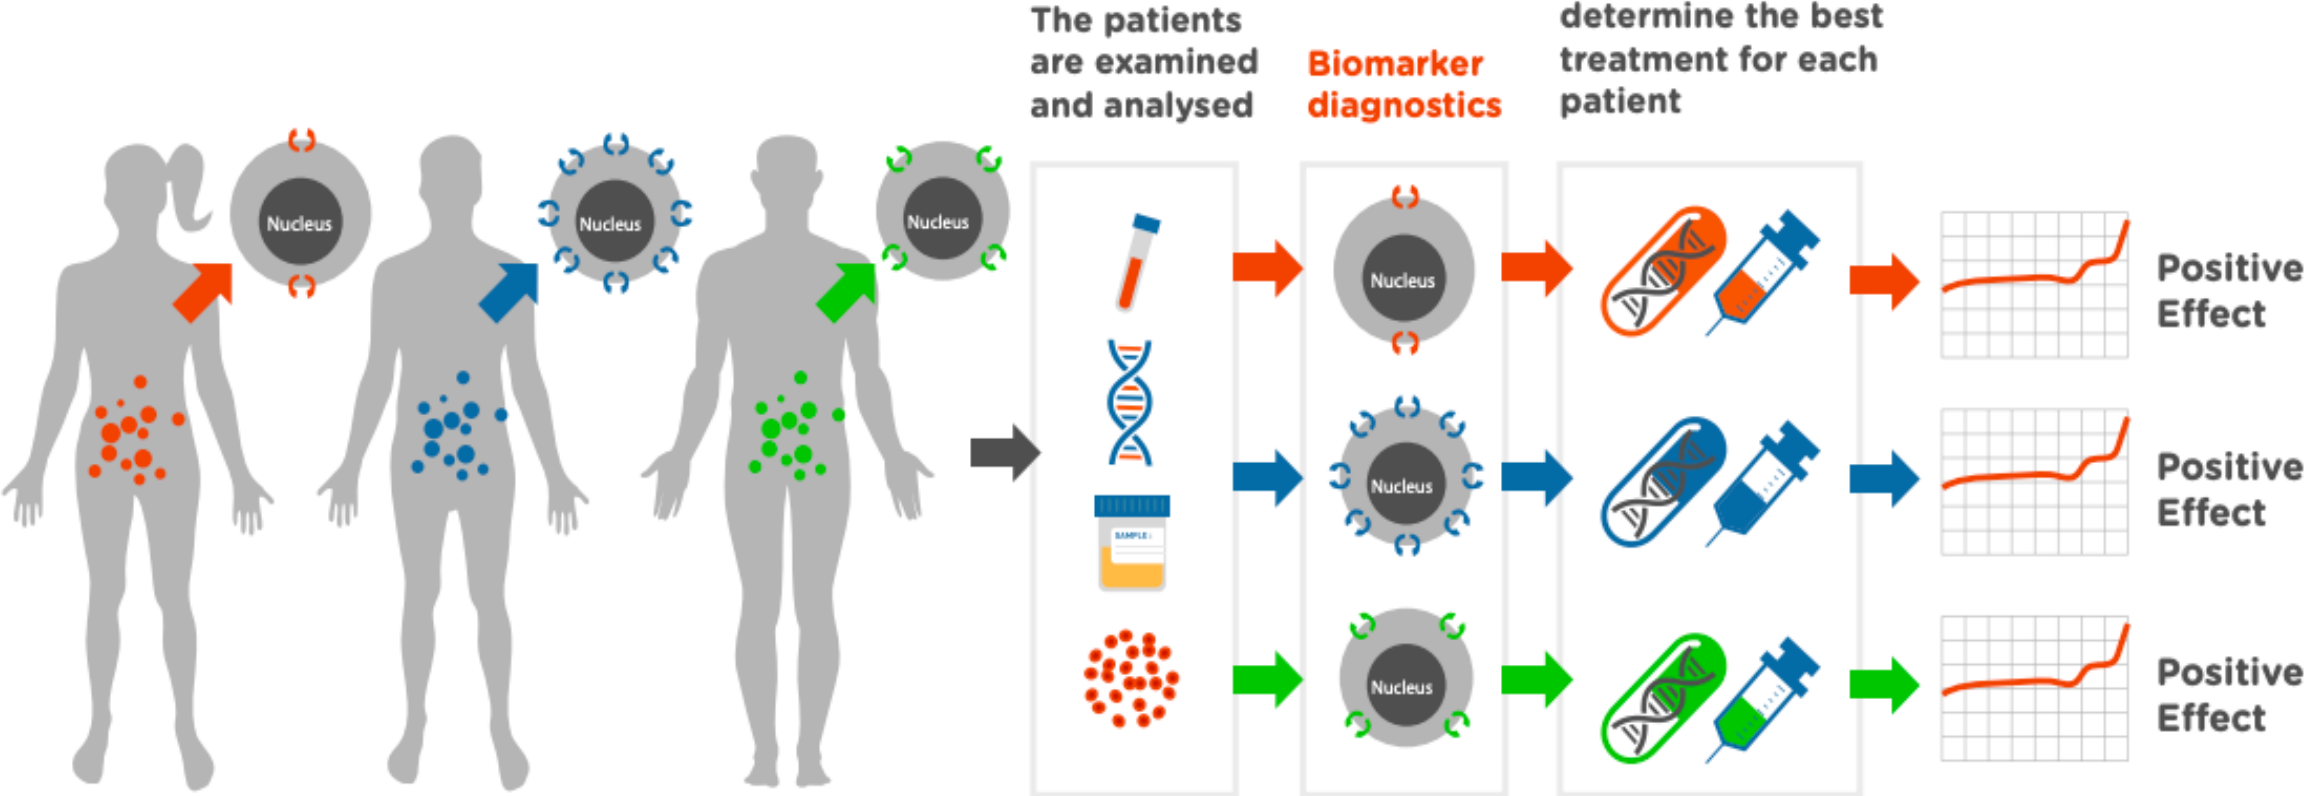 The patients
are examined
and analysed
Biomarker
diagnostics
determine the best
treatment for each
patient
Nucleus
Nucleus
Nucleus
SAMPLE:
Nucleus
Nucleus
Nucleus
Positive
Effect
Positive
Effect
Positive
Effect